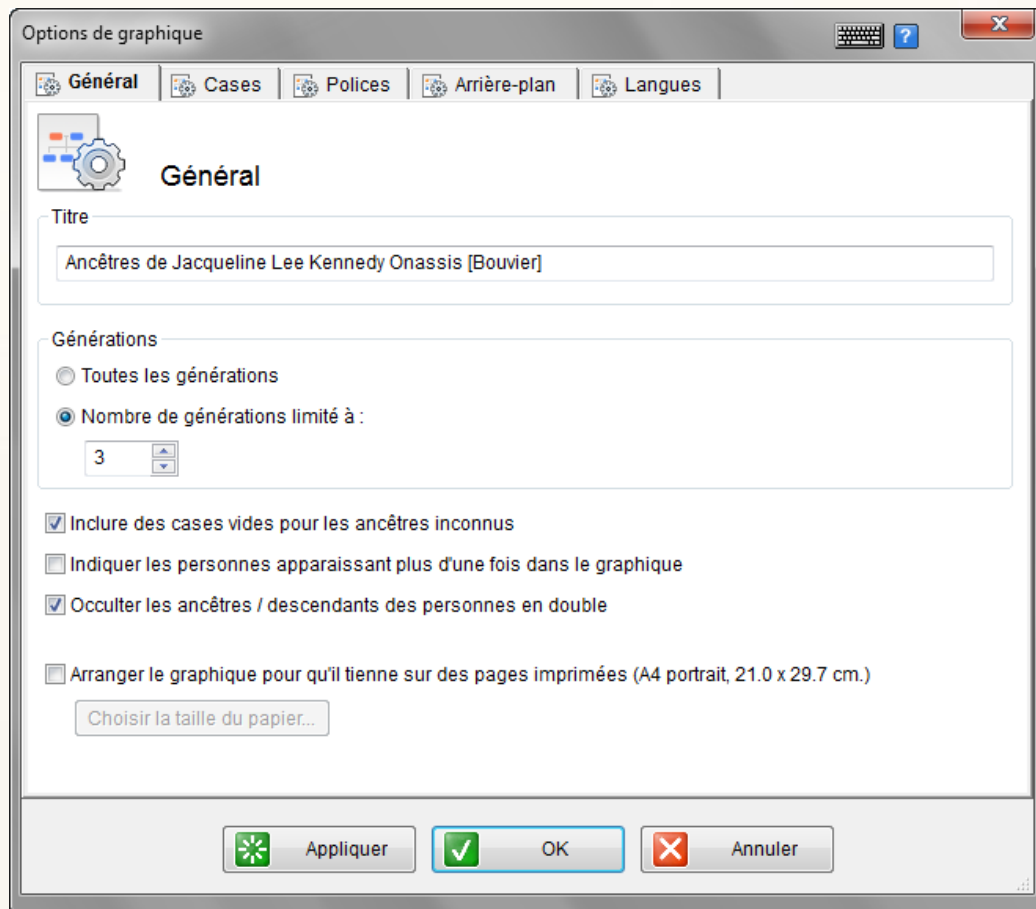 Options de graphique
?
Général
Cases
Polices
Arrière-plan
Langues
Général
Titre
Ancêtres de Jacqueline Lee Kennedy Onassis [Bouvier]
Générations
Toutes les générations
Nombre de générations limité à :
3
Inclure des cases vides pour les ancêtres inconnus
Indiquer les personnes apparaissant plus d'une fois dans le graphique
Occulter les ancêtres / descendants des personnes en double
Arranger le graphique pour qu'il tienne sur des pages imprimées (A4 portrait, 21.0 x 29.7 cm.)
Choisir la taille du papier...
Appliquer
OK
Annuler